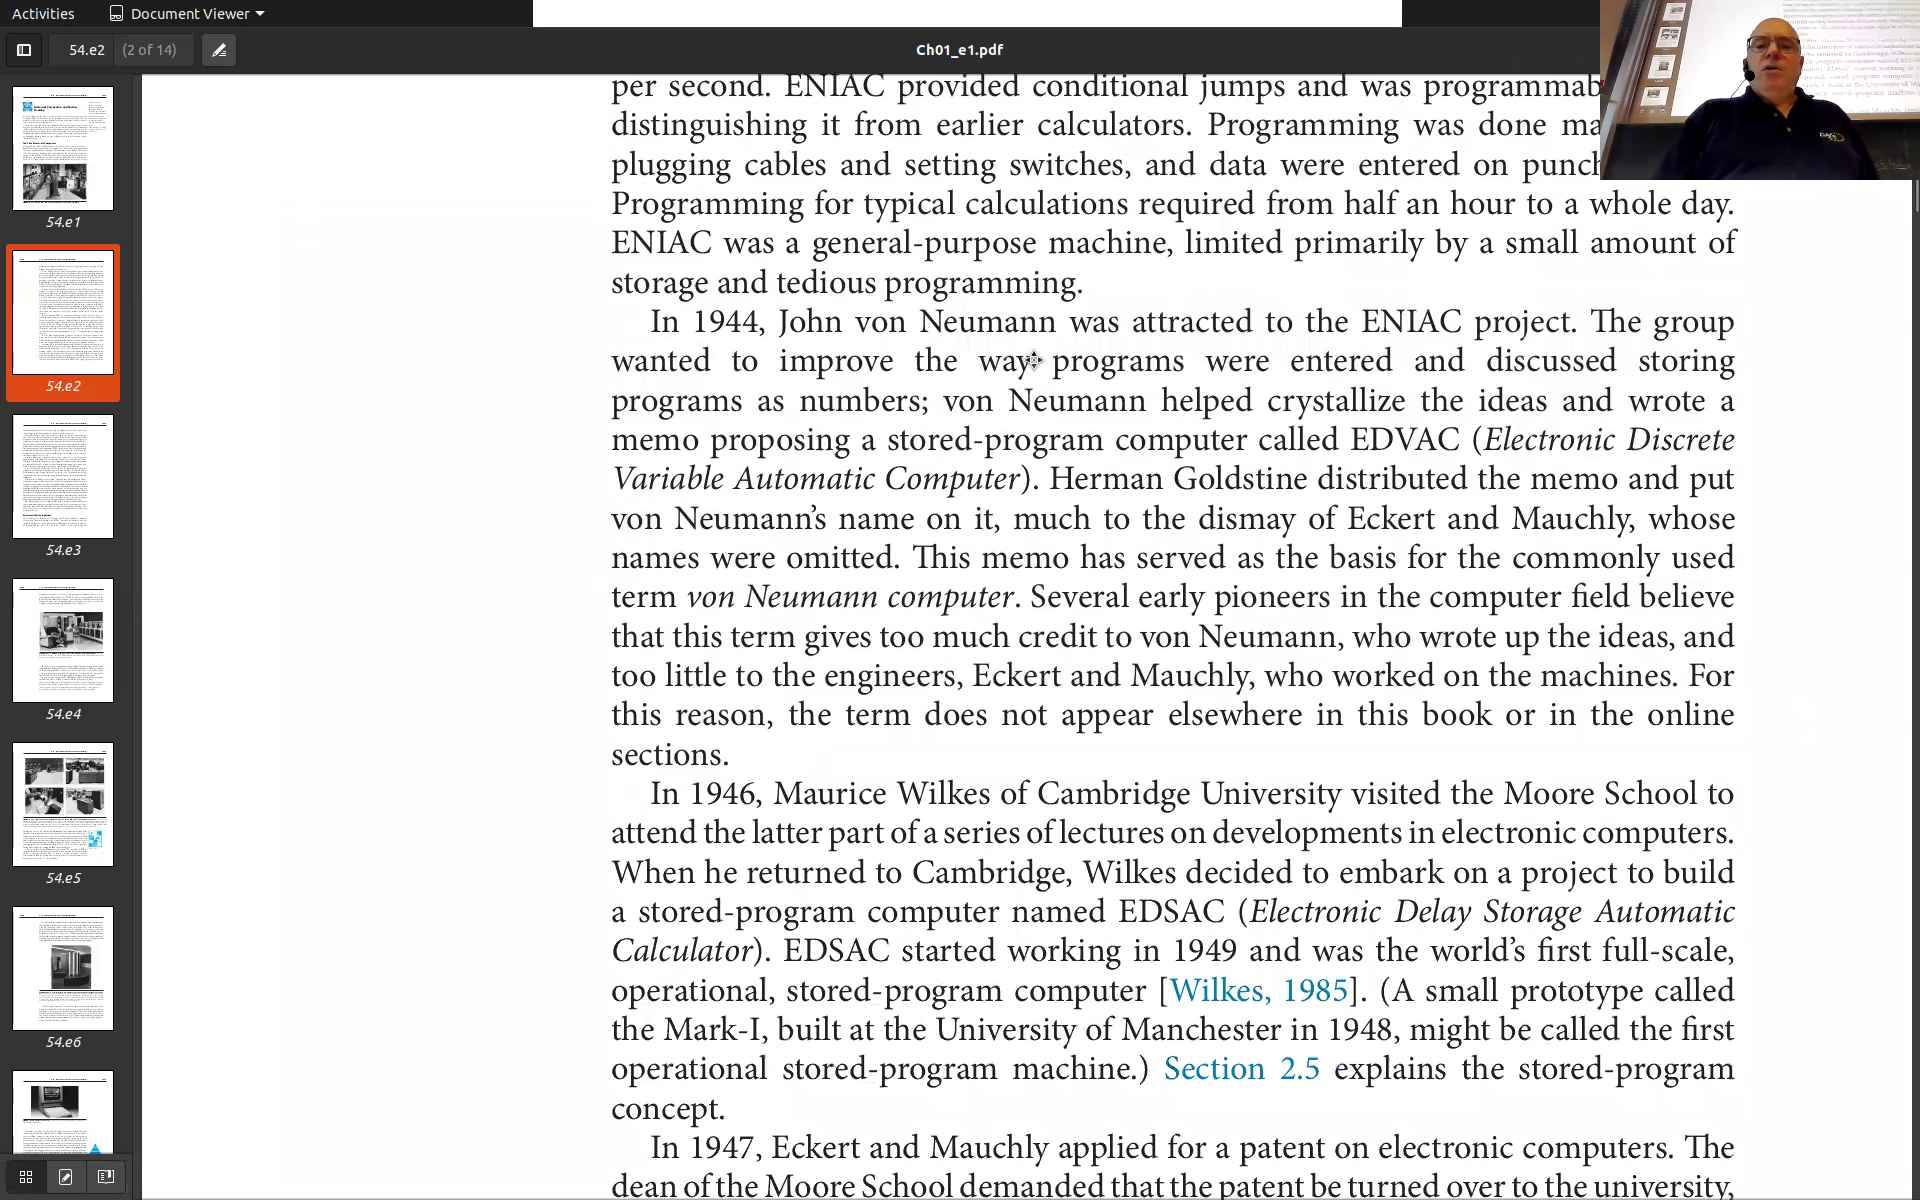 Activities
Document Viewer
54.e2
(2 of 14)
Ch01_e1.pdf
54.e1
54.e2
54.e3
54.e4
54.e5
54.e6
per second. ENIAC provided conditional jumps and was
distinguishing it from earlier calculators. Programming was done
plugging cables and setting switches, and data were entered on
Programming for typical calculations required from half an hour to a whole day.
ENIAC was a general-purpose machine, limited primarily by a small amount of
storage and tedious programming.
In 1944, John von Neumann was attracted to the ENIAC project. The group
wanted to improve the way programs were entered and discussed storing
programs as numbers; von Neumann helped crystallize the ideas and wrote a
memo proposing a stored-program computer called EDVAC (Electronic Discrete
Variable Automatic Computer). Herman Goldstine distributed the memo and put
von Neumann’s name on it, much to the dismay of Eckert and Mauchly, whose
names were omitted. This memo has served as the basis for the commonly used
term von Neumann computer. Several early pioneers in the computer field believe
that this term gives too much credit to von Neumann, who wrote up the ideas, and
too little to the engineers, Eckert and Mauchly, who worked on the machines. For
this reason, the term does not appear elsewhere in this book or in the online
sections.
In 1946, Maurice Wilkes of Cambridge University visited the Moore School to
attend the latter part of a series of lectures on developments in electronic computers.
When he returned to Cambridge, Wilkes decided to embark on a project to build
a stored-program computer named EDSAC (Electronic Delay Storage Automatic
Calculator). EDSAC started working in 1949 and was the world’s first full-scale,
operational, stored-program computer [Wilkes, 1985]. (A small prototype called
the Mark-I, built at the University of Manchester in 1948, might be called the first
operational stored-program machine.) Section 2.5 explains the stored-program
concept.
In 1947, Eckert and Mauchly applied for a patent on electronic computers. The
dean of the Moore School demanded that the patent be turned over to the university,